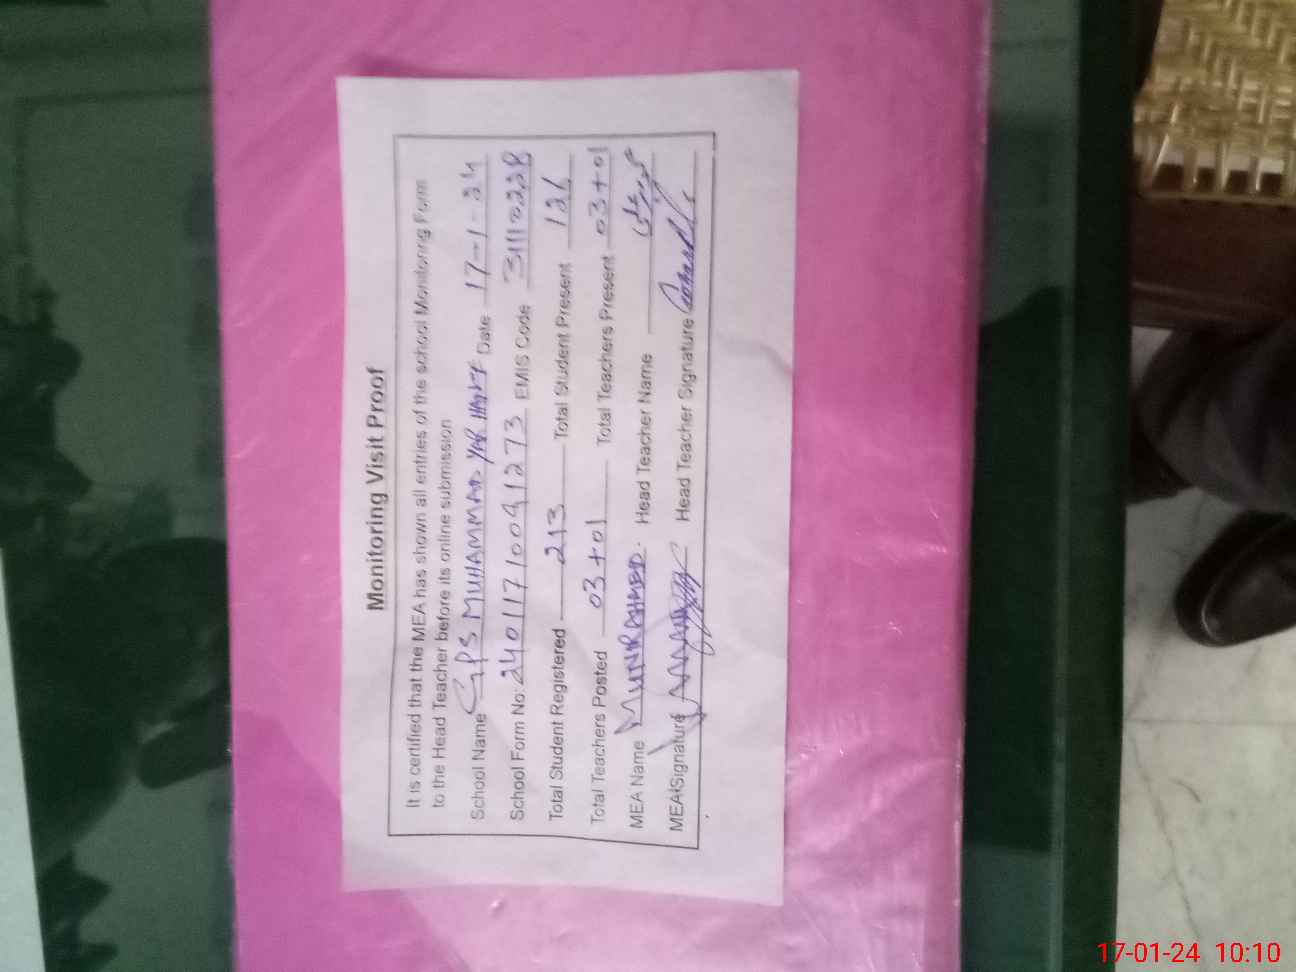 Monitoring Visit Proof
It is certified that the MEA has shown all entries of the school Monitoring Form
to the Head Teacher before its online submission
School Name GPS MUHAMMAD YAR Date 17-1-24
School Form No: 24011710091273 EMIS Code 31110228
Total Student Registered 213 Total Student Present 126
Total Teachers Posted 03+01 Total Teachers Present 03+01
MEA Name MUNIR AHMED. Head Teacher Name
MEA Signature Head Teacher Signature
17-01-24 10:10